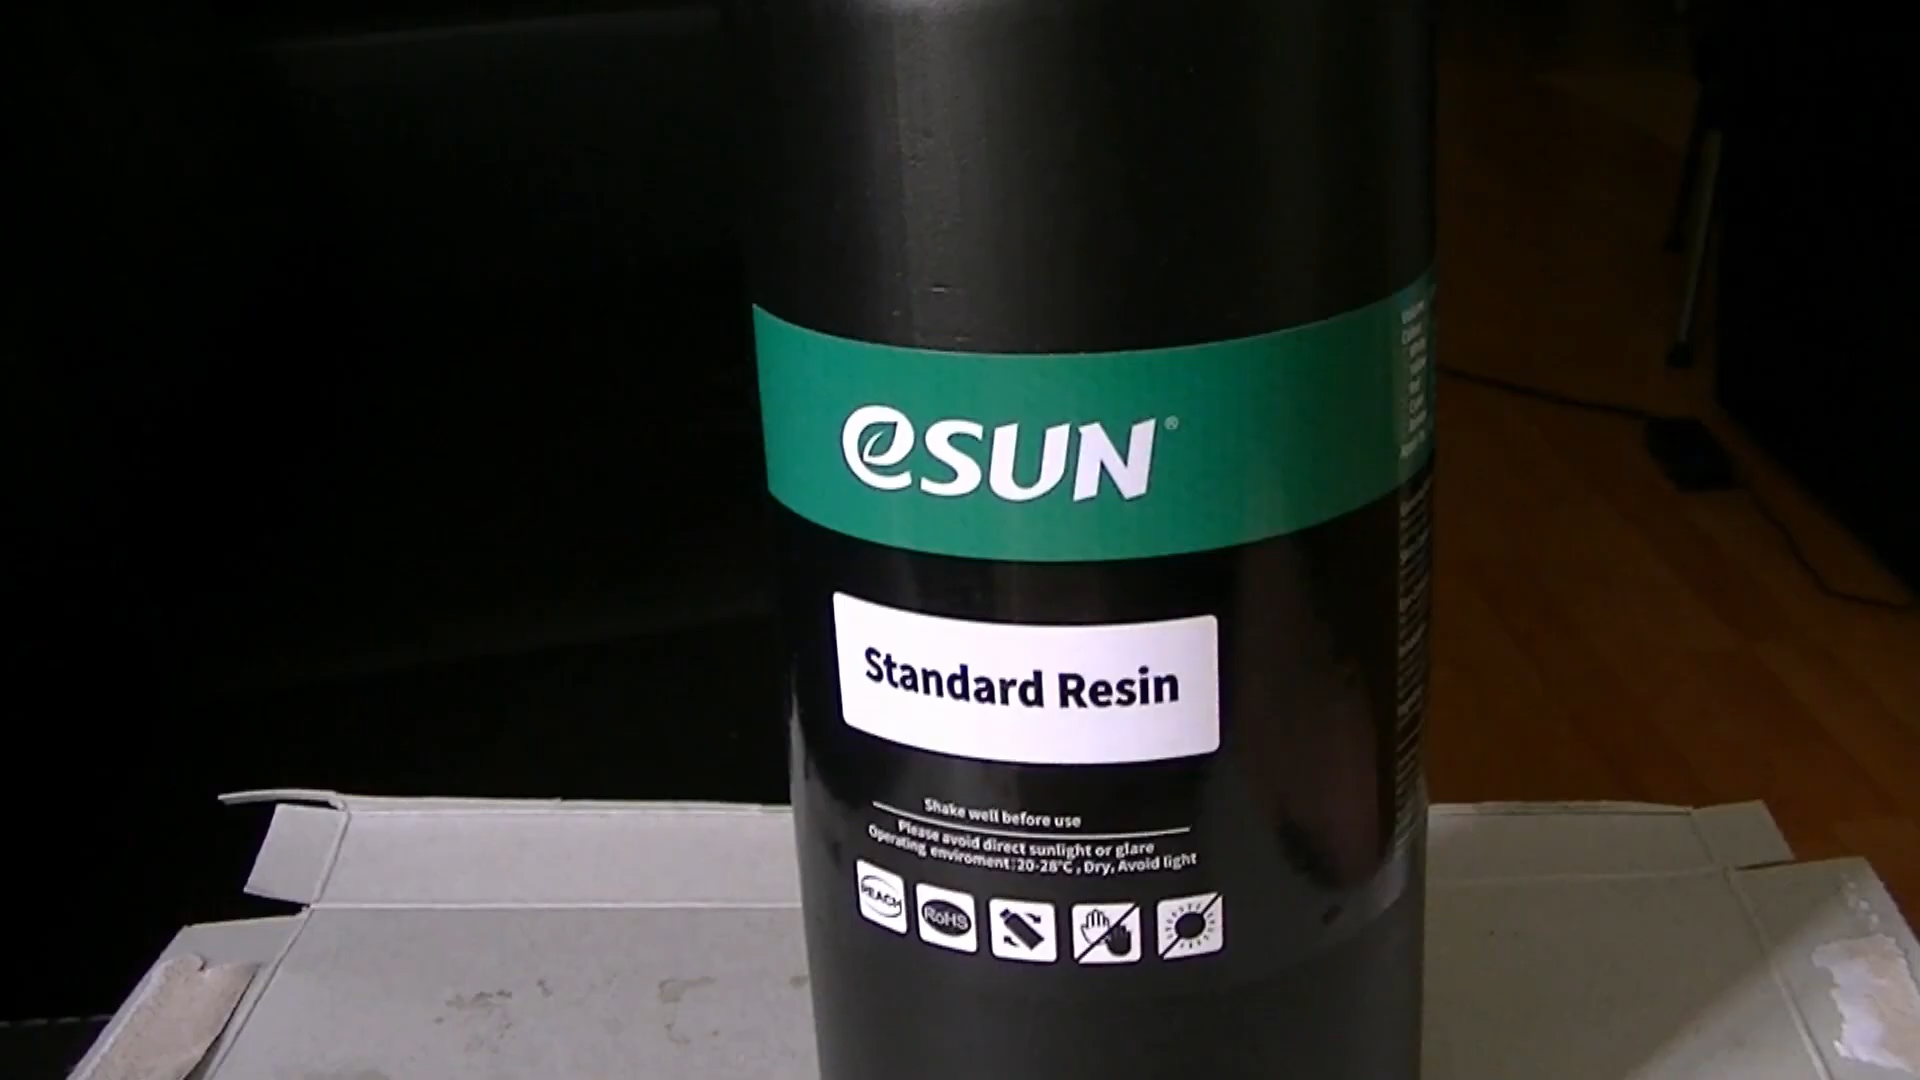 eSUN®
Standard Resin
Shake well before use
Please avoid direct sunlight or glare
Operating enviroment:20-28°C, Dry, Avoid light
REACH
RoHS